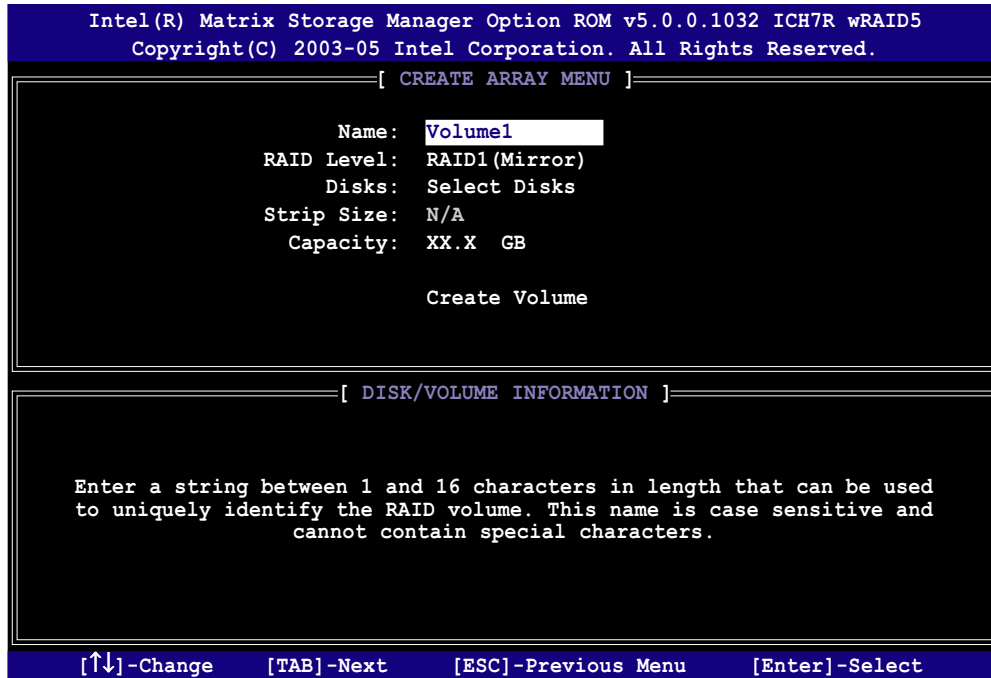 Intel(R) Matrix Storage Manager Option ROM v5.0.0.1032 ICH7R wRAID5
Copyright(C) 2003-05 Intel Corporation. All Rights Reserved.
[ CREATE ARRAY MENU ]
Name: Volume1
RAID Level: RAID1(Mirror)
Disks: Select Disks
Strip Size: N/A
Capacity: XX.X GB
Create Volume
[ DISK/VOLUME INFORMATION ]
Enter a string between 1 and 16 characters in length that can be used
to uniquely identify the RAID volume. This name is case sensitive and
cannot contain special characters.
[↑↓]-Change [TAB]-Next [ESC]-Previous Menu [Enter]-Select